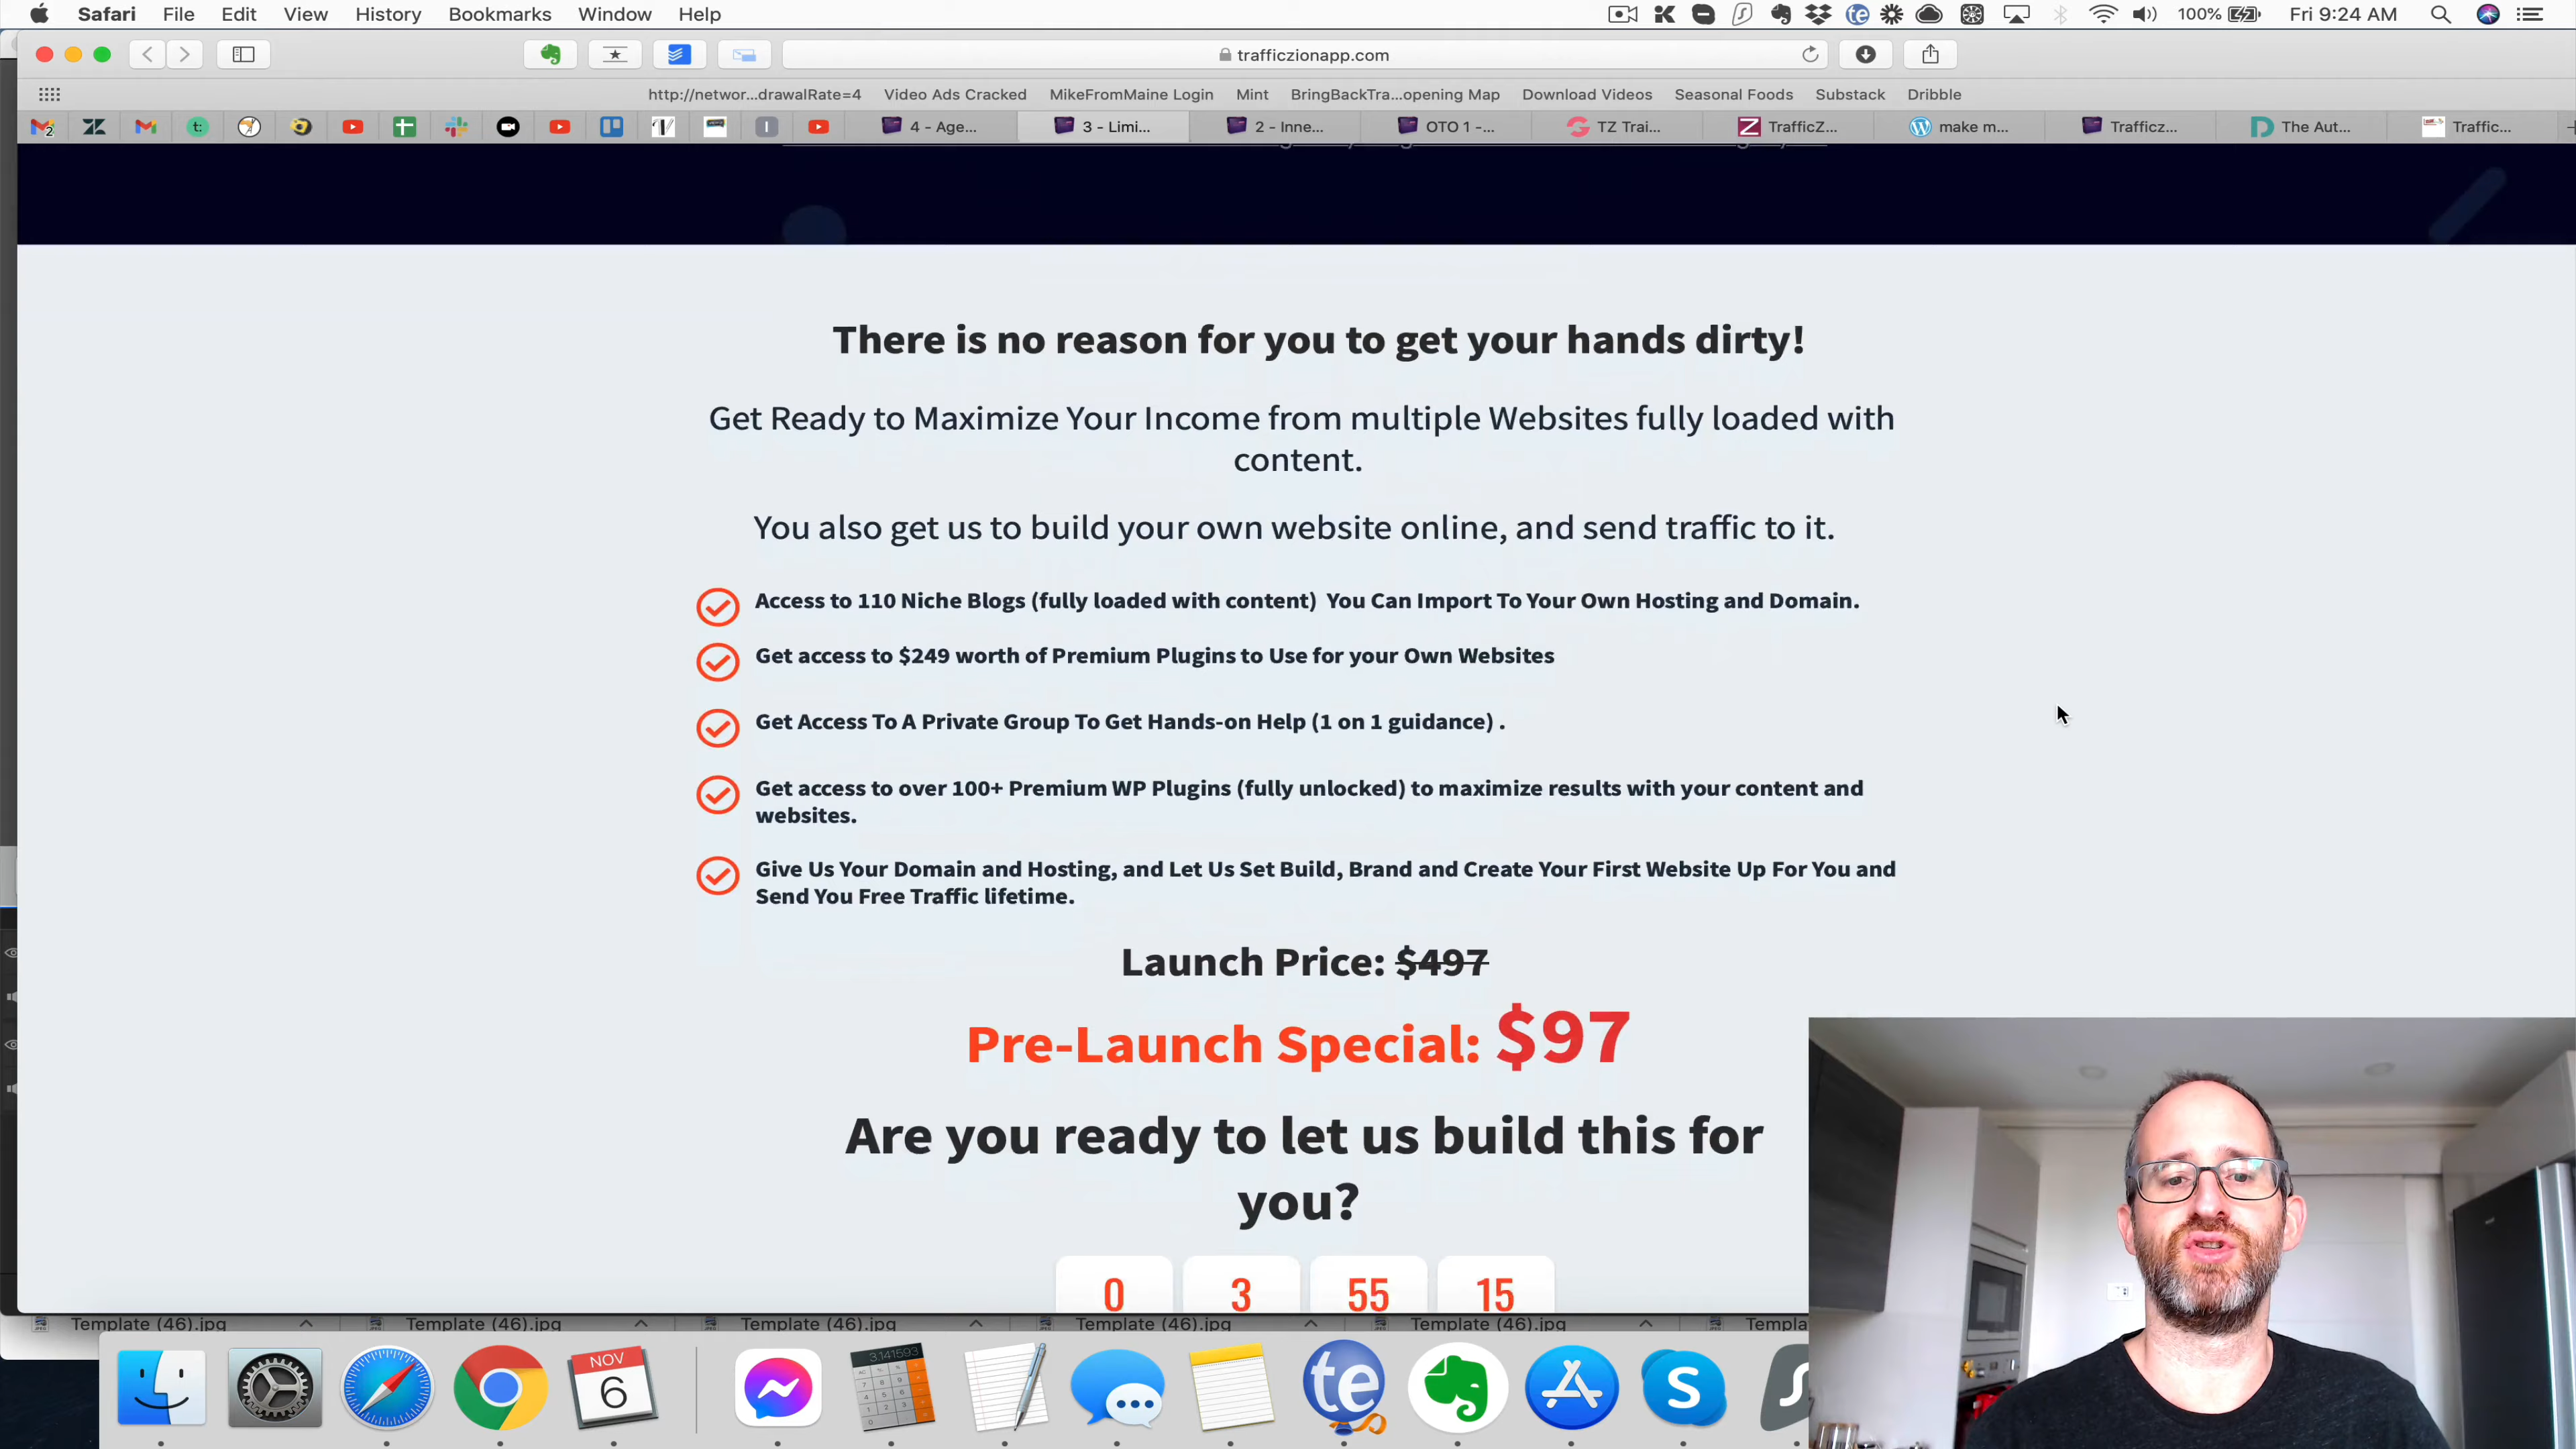 Safari File Edit View History Bookmarks Window Help 100% Fri 9:24 AM
trafficzionapp.com
http://networ...drawalRate=4 Video Ads Cracked MikeFromMaine Login Mint BringBackTra...opening Map Download Videos Seasonal Foods Substack Dribble
4 - Age... 3 - Limi... 2 - Inne... OTO 1 -... TZ Trai... TrafficZ... make m... Trafficz... The Aut... Traffic...
There is no reason for you to get your hands dirty!
Get Ready to Maximize Your Income from multiple Websites fully loaded with
content.
You also get us to build your own website online, and send traffic to it.
Access to 110 Niche Blogs (fully loaded with content) You Can Import To Your Own Hosting and Domain.
Get access to $249 worth of Premium Plugins to Use for your Own Websites
Get Access To A Private Group To Get Hands-on Help (1 on 1 guidance) .
Get access to over 100+ Premium WP Plugins (fully unlocked) to maximize results with your content and
websites.
Give Us Your Domain and Hosting, and Let Us Set Build, Brand and Create Your First Website Up For You and
Send You Free Traffic lifetime.
Launch Price: $497
Pre-Launch Special: $97
Are you ready to let us build this for
you?
0 3 55 15
Template (46).jpg Template (46).jpg Template (46).jpg Template (46).jpg Template (46).jpg Templa
NOV
6
3.141593
te
S